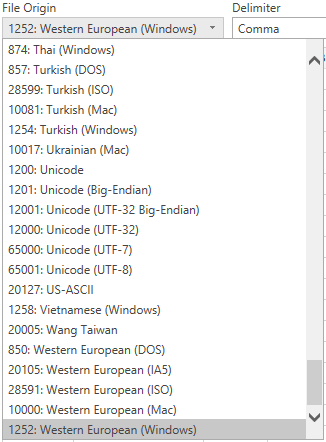 File Origin Delimiter
1252: Western European (Windows) Comma
874: Thai (Windows)
857: Turkish (DOS)
28599: Turkish (ISO)
10081: Turkish (Mac)
1254: Turkish (Windows)
10017: Ukrainian (Mac)
1200: Unicode
1201: Unicode (Big-Endian)
12001: Unicode (UTF-32 Big-Endian)
12000: Unicode (UTF-32)
65000: Unicode (UTF-7)
65001: Unicode (UTF-8)
20127: US-ASCII
1258: Vietnamese (Windows)
20005: Wang Taiwan
850: Western European (DOS)
20105: Western European (IA5)
28591: Western European (ISO)
10000: Western European (Mac)
1252: Western European (Windows)